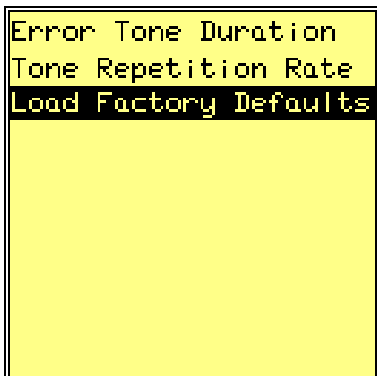 Error Tone Duration
Tone Repetition Rate
Load Factory Defaults